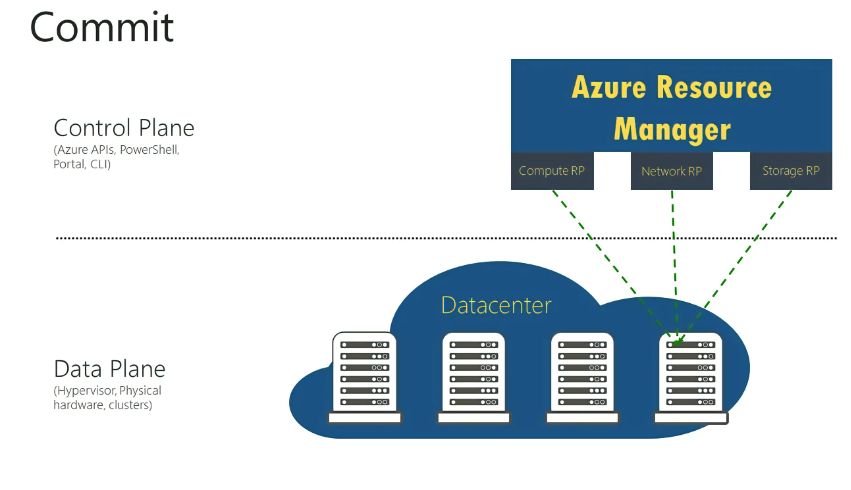 Commit
Control Plane
(Azure APIs, PowerShell,
Portal, CLI)
Azure Resource
Manager
Compute RP
Network RP
Storage RP
Datacenter
Data Plane
(Hypervisor, Physical
hardware, clusters)